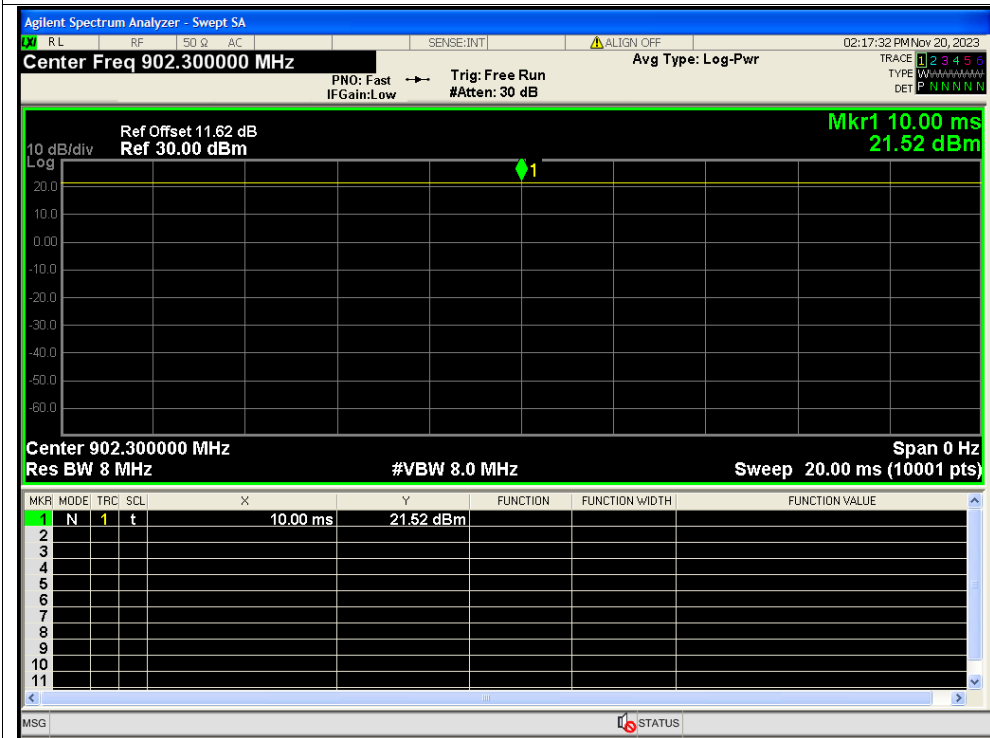 Agilent Spectrum Analyzer - Swept SA
LXI RL RF 50 Ω AC SENSE:INT ALIGN OFF 02:17:32 PM Nov 20, 2023
Center Freq 902.300000 MHz Avg Type: Log-Pwr TRACE 1 2 3 4 5 6
PNO: Fast Trig: Free Run TYPE WWWWWW
IFGain:Low #Atten: 30 dB DET P N N N N N
Mkr1 10.00 ms
Ref Offset 11.62 dB
10 dB/div Ref 30.00 dBm 21.52 dBm
Log
1
20.0
10.0
0.00
-10.0
-20.0
-30.0
-40.0
-50.0
-60.0
Center 902.300000 MHz Span 0 Hz
Res BW 8 MHz #VBW 8.0 MHz Sweep 20.00 ms (10001 pts)
MKR MODE TRC SCL X Y FUNCTION FUNCTION WIDTH FUNCTION VALUE
1 N 1 t 10.00 ms 21.52 dBm
2
3
4
5
6
7
8
9
10
11
MSG STATUS